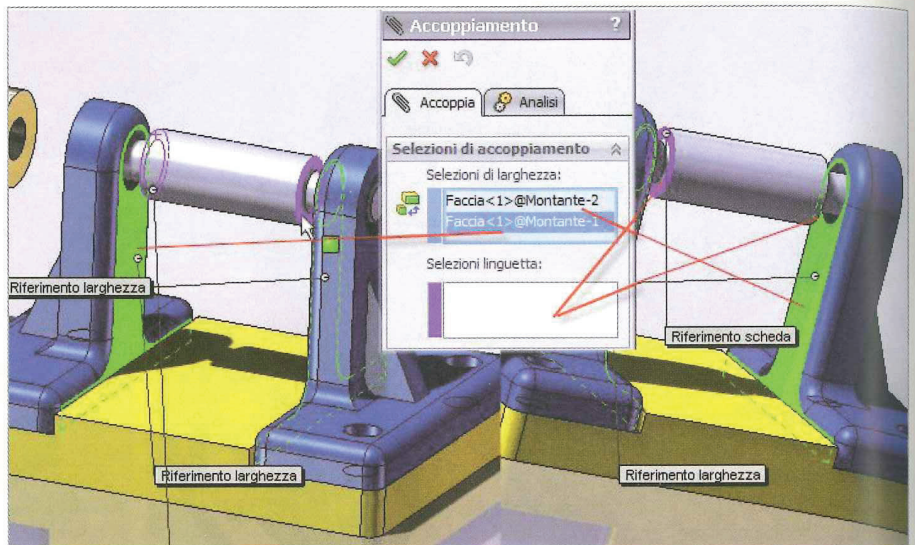 Accoppiamento ?
Accoppia
Analisi
Selezioni di accoppiamento
Selezioni di larghezza:
Faccia<1>@Montante-2
Faccia<1>@Montante-1
Selezioni linguetta:
Riferimento larghezza
Riferimento scheda
Riferimento larghezza
Riferimento larghezza